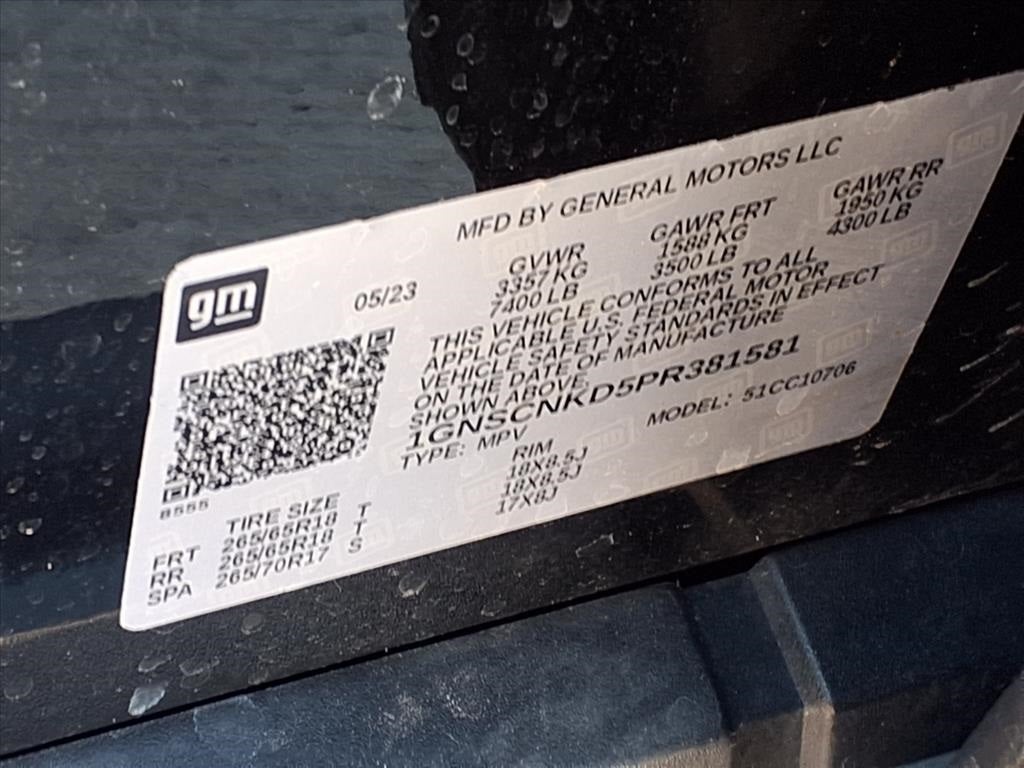 gm
MFD BY GENERAL MOTORS LLC
05/23
GVWR GAWR FRT GAWR RR
3357 KG 1588 KG 1950 KG
7400 LB 3500 LB 4300 LB
THIS VEHICLE CONFORMS TO ALL
APPLICABLE U.S. FEDERAL MOTOR
VEHICLE SAFETY STANDARDS IN EFFECT
ON THE DATE OF MANUFACTURE
SHOWN ABOVE
1GNSCNKD5PR381581
TYPE: MPV MODEL: 51CC10706
8555
TIRE SIZE RIM
FRT 265/65R18 T 18X8.5J
RR 265/65R18 T 18X8.5J
SPA 265/70R17 S 17X8J